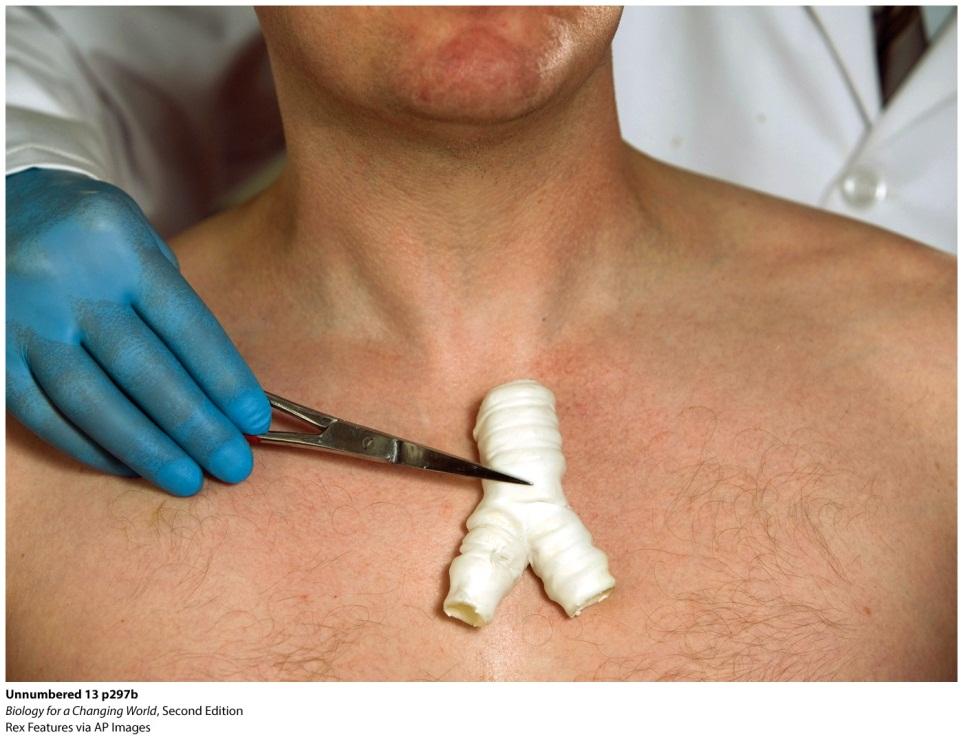 Unnumbered 13 p297b
Biology for a Changing World, Second Edition
Rex Features via AP Images